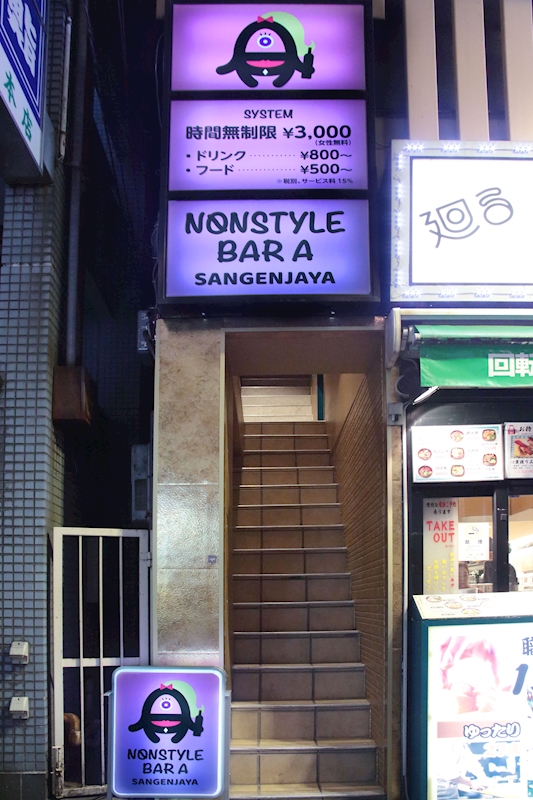 本店
SYSTEM
時間無制限 ¥3,000
(女性無料)
・ドリンク ………… ¥800〜
・フード ………… ¥500〜
※税別、サービス料 15%
NONSTYLE
BAR A
SANGENJAYA
廻る
回転
TAKE
OUT
ゆったり
NONSTYLE
BAR A
SANGENJAYA